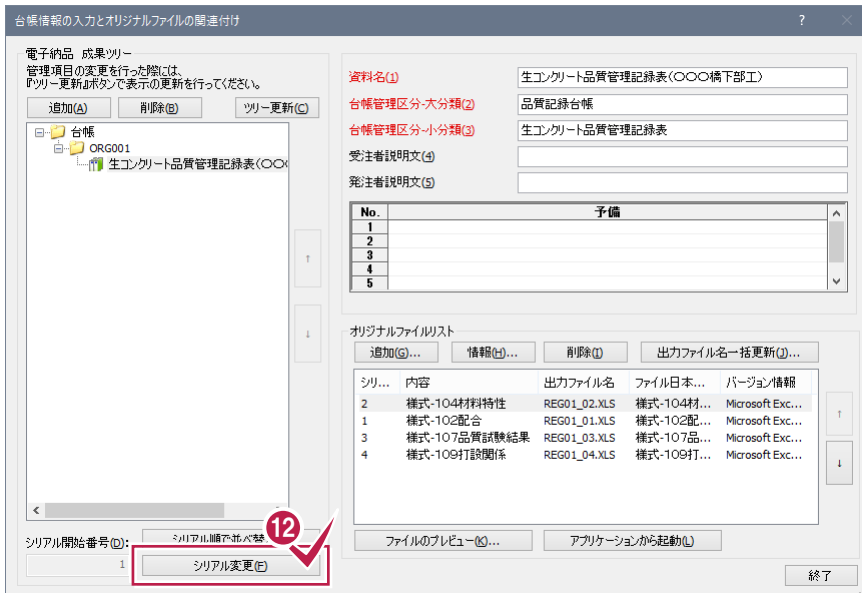 台帳情報の入力とオリジナルファイルの関連付け ?
電子納品 成果ツリー
管理項目の変更を行った際には、
『ツリー更新』ボタンで表示の更新を行ってください。
追加(A) 削除(B) ツリー更新(C)
台帳
ORG001
生コンクリート品質管理記録表(〇〇
↑
↓
シリアル開始番号(D):
1
シリアル順で並べ替
シリアル変更(F)
12
資料名(1) 生コンクリート品質管理記録表(〇〇〇橋下部工)
台帳管理区分-大分類(2) 品質記録台帳
台帳管理区分-小分類(3) 生コンクリート品質管理記録表
受注者説明文(4)
発注者説明文(5)
No. 予備
1
2
3
4
5
オリジナルファイルリスト
追加(G)... 情報(H)... 削除(I) 出力ファイル名一括更新(J)...
シリ... 内容 出力ファイル名 ファイル日本... バージョン情報
2 様式-104材料特性 REG01_02.XLS 様式-104材... Microsoft Exc...
1 様式-102配合 REG01_01.XLS 様式-102配... Microsoft Exc...
3 様式-107品質試験結果 REG01_03.XLS 様式-107品... Microsoft Exc...
4 様式-109打設関係 REG01_04.XLS 様式-109打... Microsoft Exc...
↑
↓
ファイルのプレビュー(K)... アプリケーションから起動(L)
終了